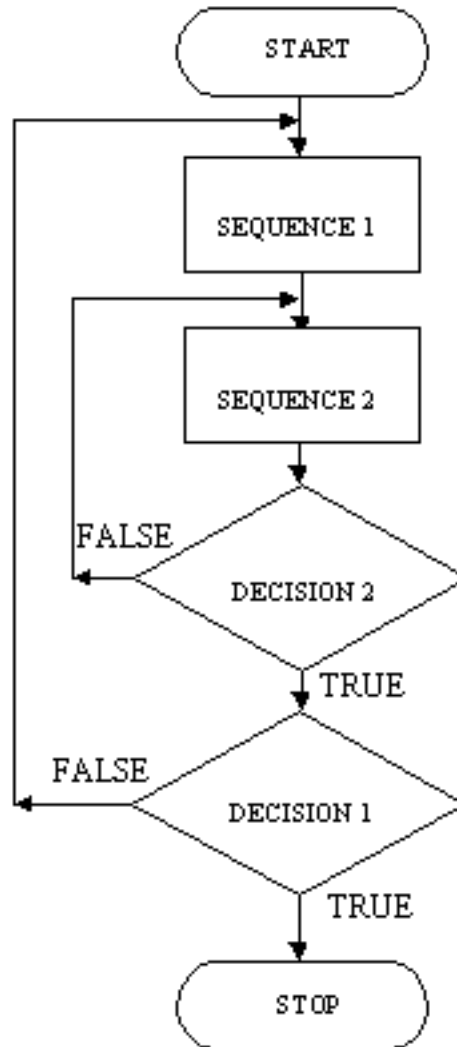 START
SEQUENCE 1
SEQUENCE 2
FALSE
DECISION 2
TRUE
FALSE
DECISION 1
TRUE
STOP